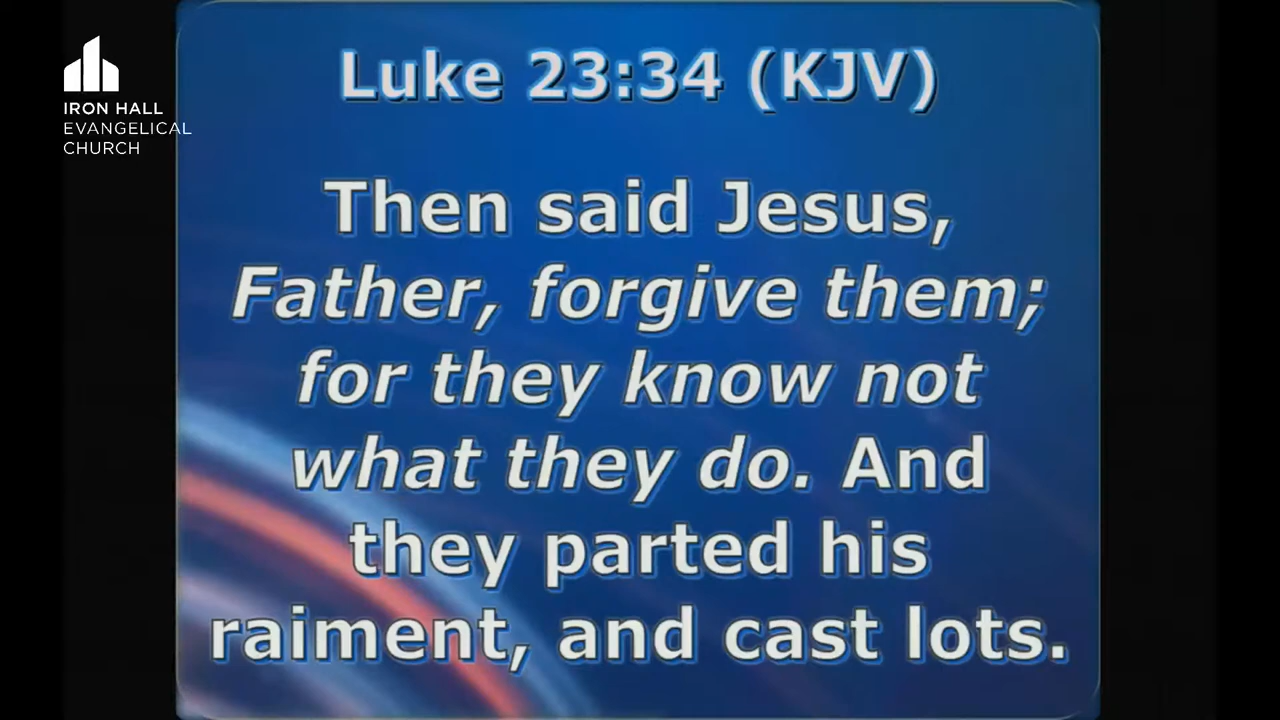 IRON HALL
EVANGELICAL
CHURCH
Luke 23:34 (KJV)
Then said Jesus,
Father, forgive them;
for they know not
what they do. And
they parted his
raiment, and cast lots.